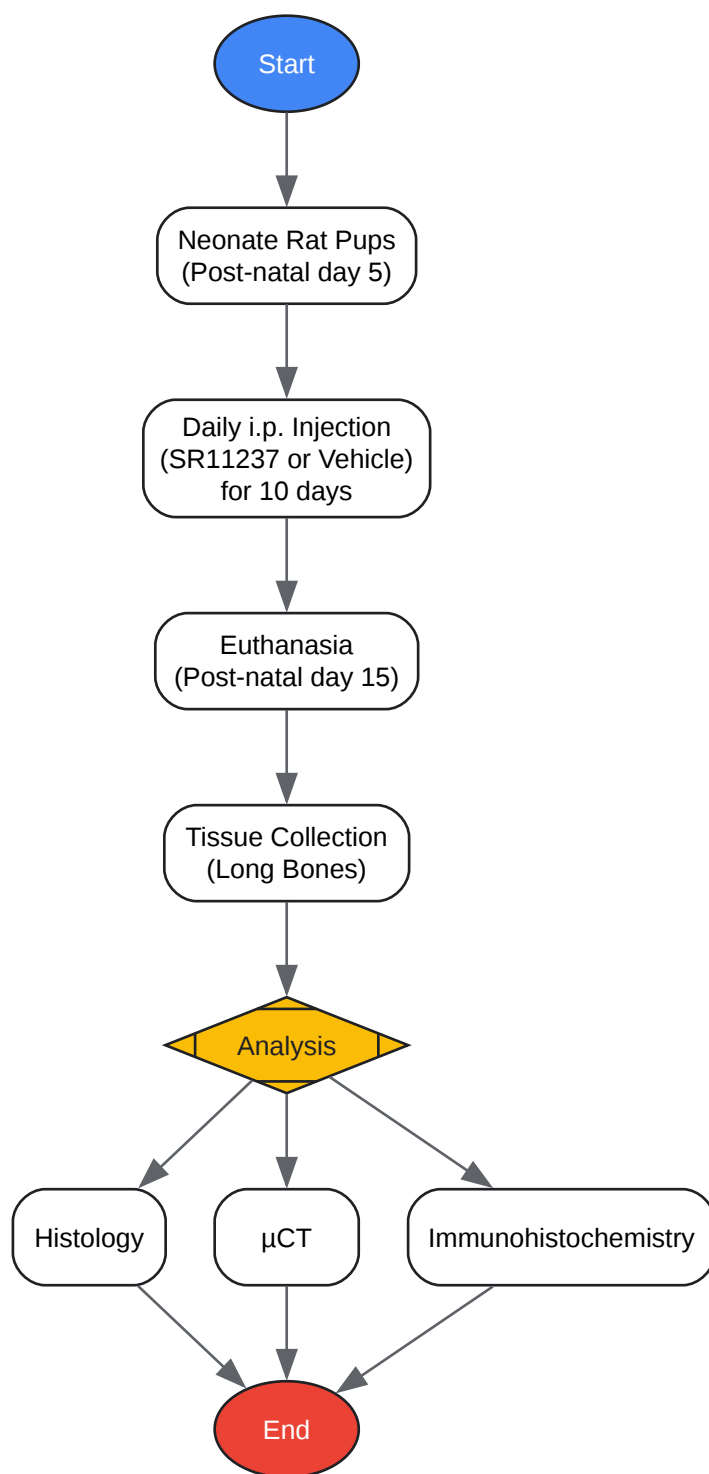 Start
Neonate Rat Pups
(Post-natal day 5)
Daily i.p. Injection
(SR11237 or Vehicle)
for 10 days
Euthanasia
(Post-natal day 15)
Tissue Collection
(Long Bones)
Analysis
Histology
µCT
Immunohistochemistry
End